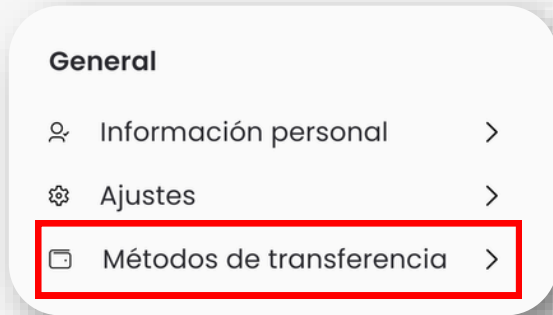 General
Información personal
Ajustes
Métodos de transferencia